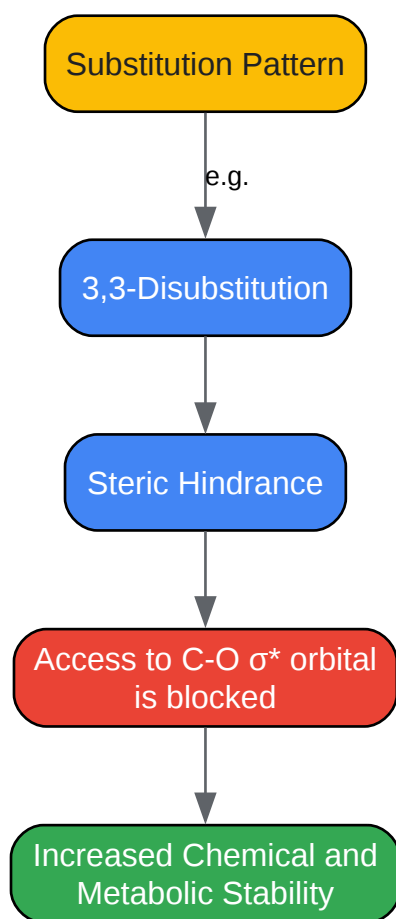 Substitution Pattern
e.g.
3,3-Disubstitution
Steric Hindrance
Access to C-O σ* orbital
is blocked
Increased Chemical and
Metabolic Stability